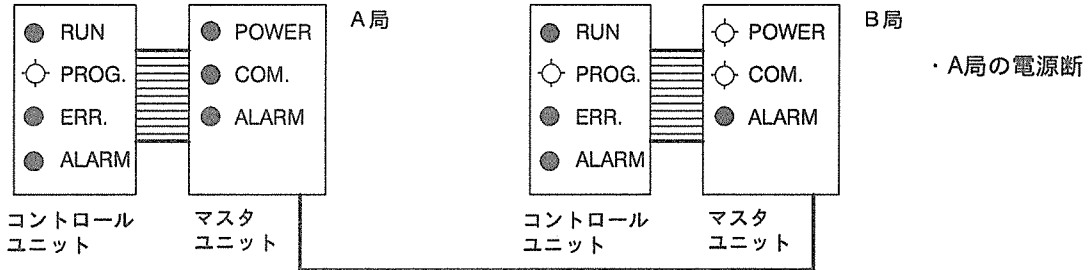 RUN
PROG.
ERR.
ALARM
POWER
COM.
ALARM
A局
コントロール
ユニット
マスタ
ユニット
RUN
PROG.
ERR.
ALARM
POWER
COM.
ALARM
B局
コントロール
ユニット
マスタ
ユニット
・A局の電源断